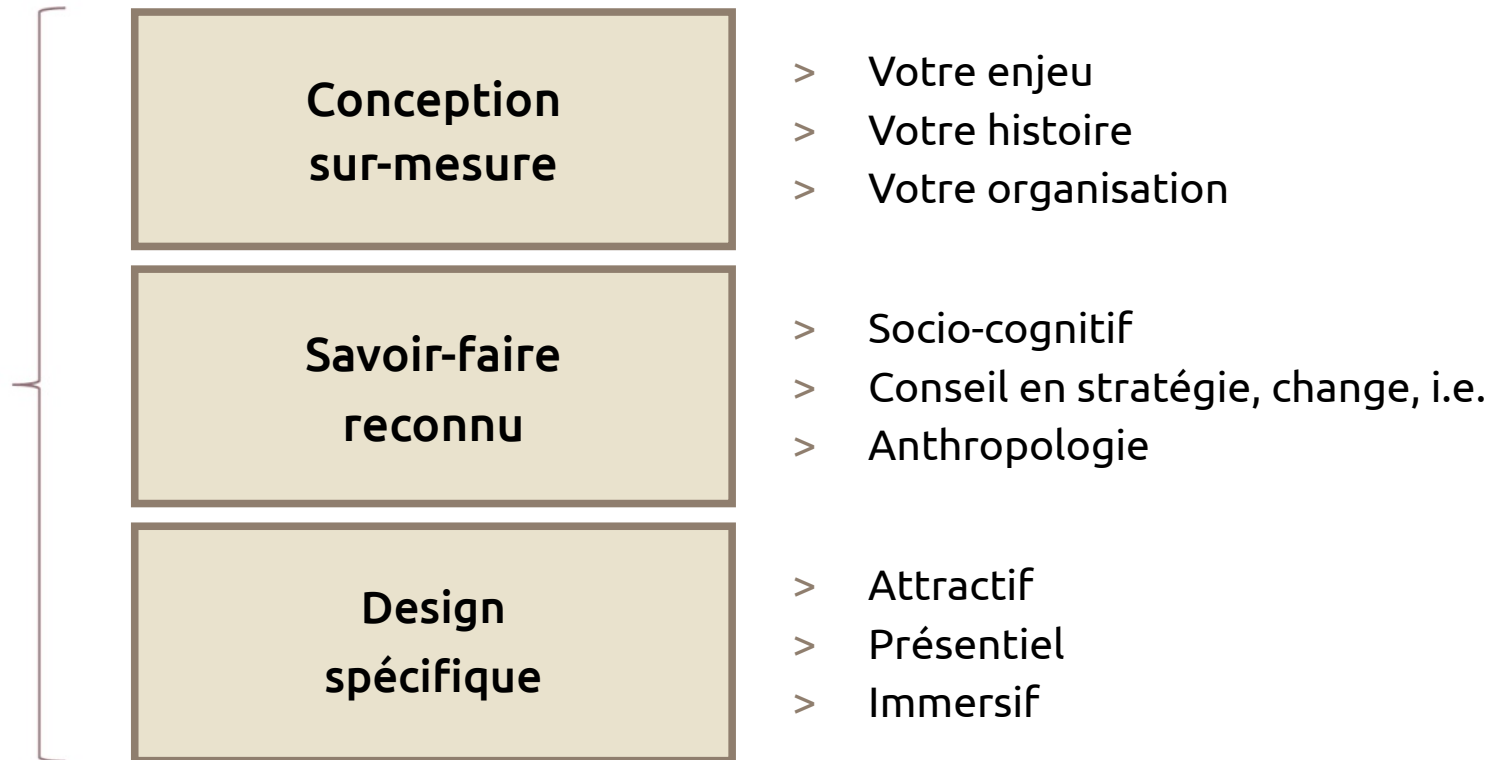 Conception
sur-mesure
> Votre enjeu
> Votre histoire
> Votre organisation
Savoir-faire
reconnu
> Socio-cognitif
> Conseil en stratégie, change, i.e.
> Anthropologie
Design
spécifique
> Attractif
> Présentiel
> Immersif